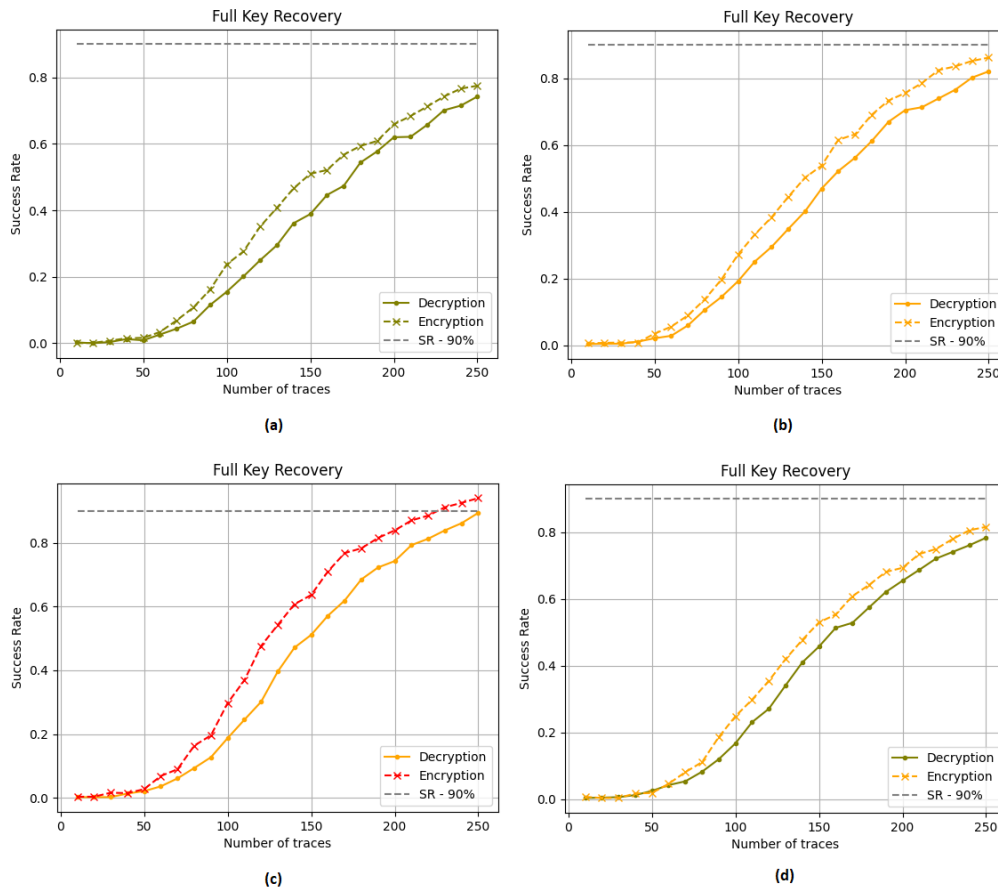 Full Key Recovery
Success Rate
0.8
0.6
0.4
0.2
0.0
Decryption
Encryption
SR - 90%
0 50 100 150 200 250
Number of traces
(a)
Full Key Recovery
Success Rate
0.8
0.6
0.4
0.2
0.0
Decryption
Encryption
SR - 90%
0 50 100 150 200 250
Number of traces
(b)
Full Key Recovery
Success Rate
0.8
0.6
0.4
0.2
0.0
Decryption
Encryption
SR - 90%
0 50 100 150 200 250
Number of traces
(c)
Full Key Recovery
Success Rate
0.8
0.6
0.4
0.2
0.0
Decryption
Encryption
SR - 90%
0 50 100 150 200 250
Number of traces
(d)